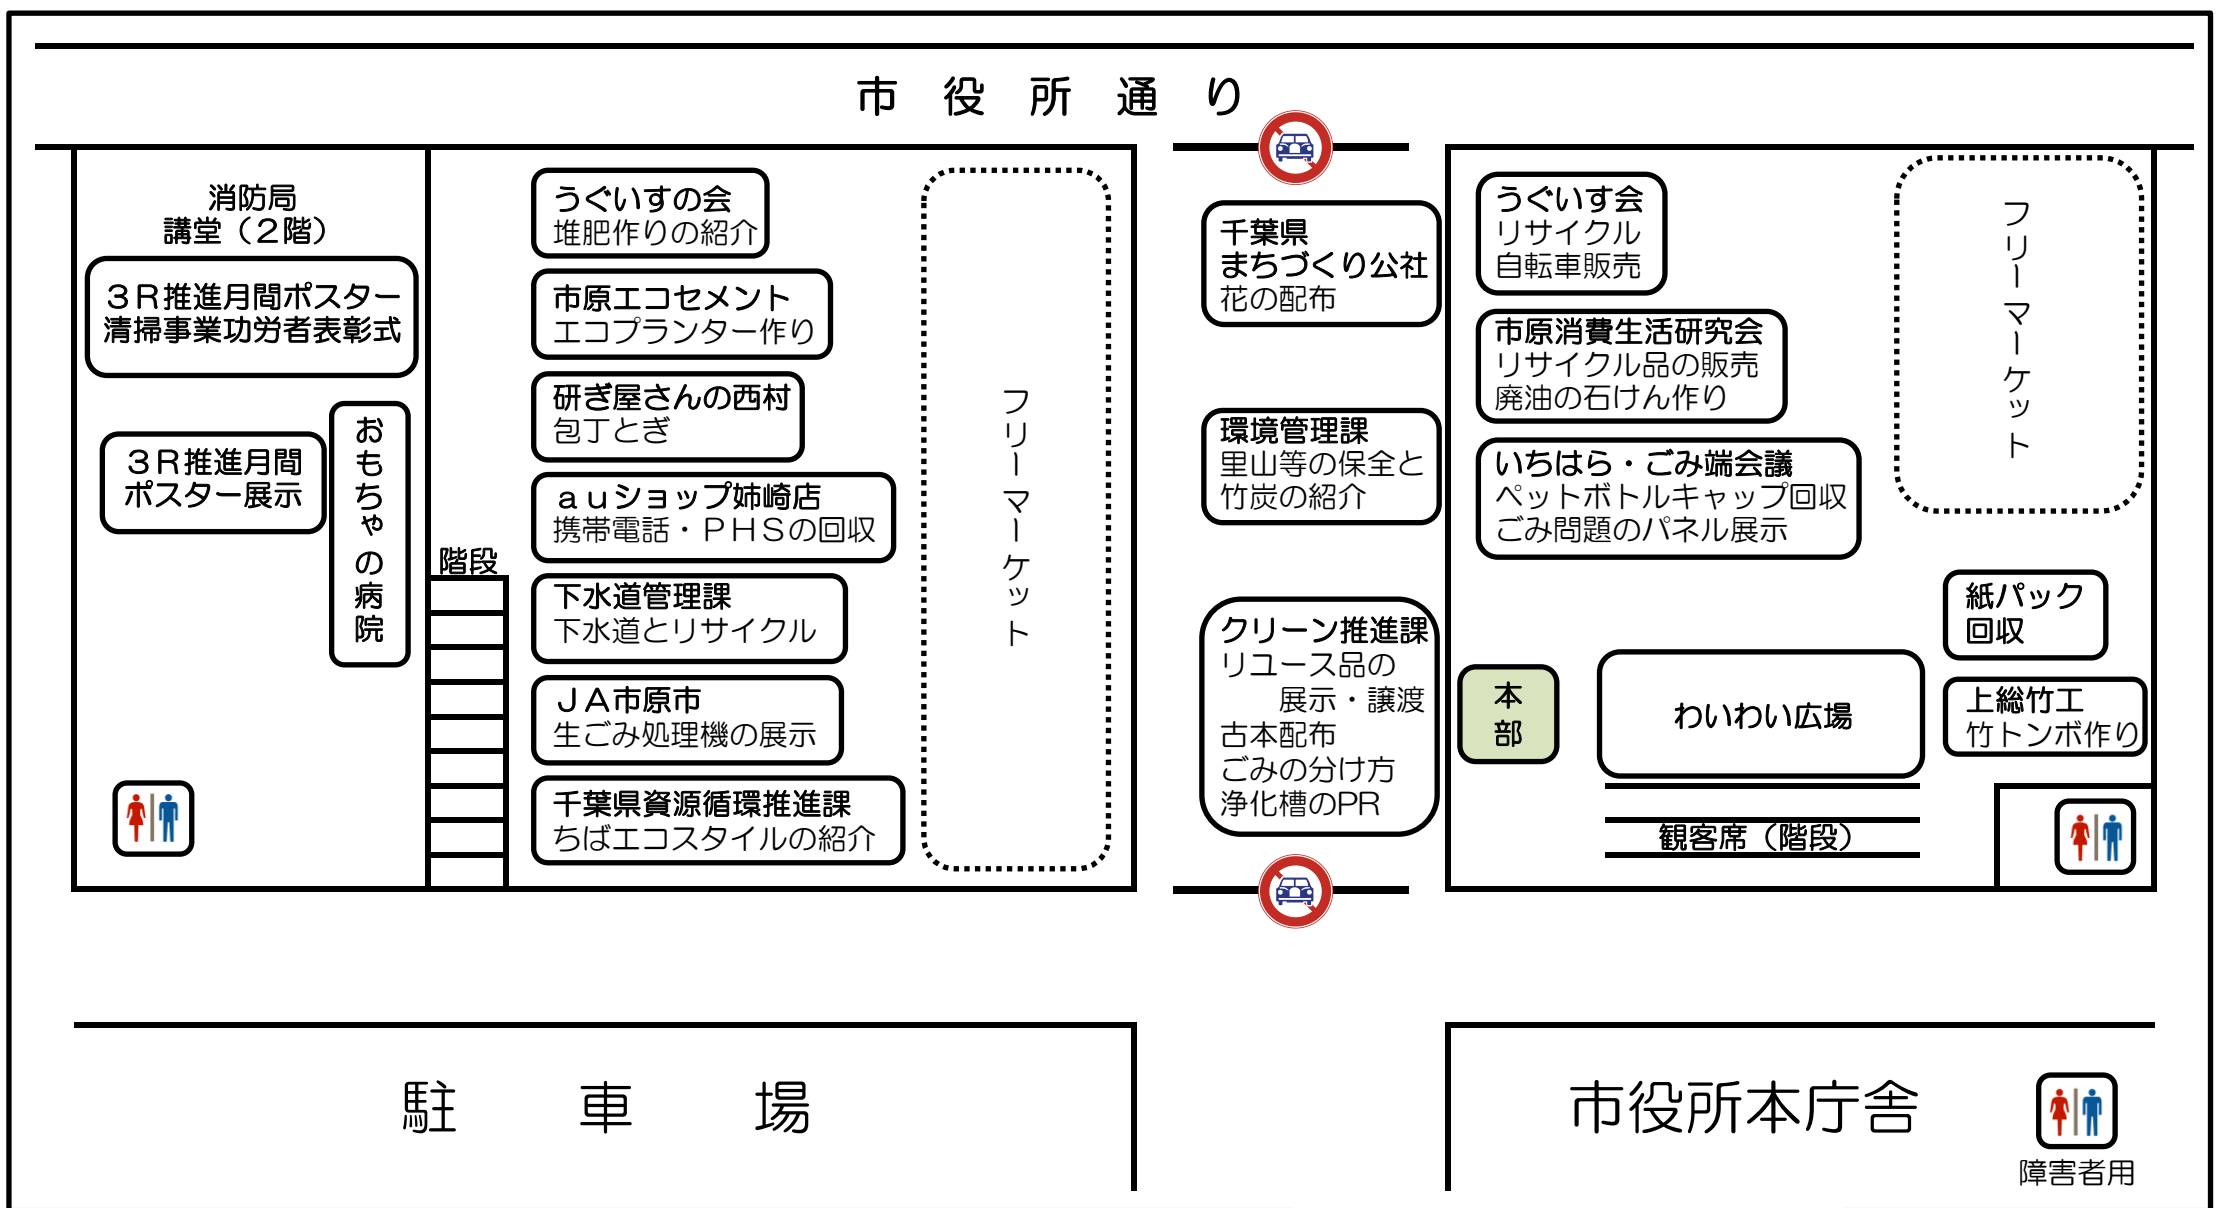 市役所通り
消防局
講堂（２階）
３Ｒ推進月間ポスター
清掃事業功労者表彰式
３Ｒ推進月間
ポスター展示
おもちゃの病院
階段
うぐいすの会
堆肥作りの紹介
市原エコセメント
エコプランター作り
研ぎ屋さんの西村
包丁とぎ
ａｕショップ姉崎店
携帯電話・ＰＨＳの回収
下水道管理課
下水道とリサイクル
ＪＡ市原市
生ごみ処理機の展示
千葉県資源循環推進課
ちばエコスタイルの紹介
フリーマーケット
千葉県
まちづくり公社
花の配布
環境管理課
里山等の保全と
竹炭の紹介
クリーン推進課
リユース品の
展示・譲渡
古本配布
ごみの分け方
浄化槽のPR
うぐいす会
リサイクル
自転車販売
市原消費生活研究会
リサイクル品の販売
廃油の石けん作り
いちはら・ごみ端会議
ペットボトルキャップ回収
ごみ問題のパネル展示
フリーマーケット
紙パック
回収
本部
わいわい広場
上総竹工
竹トンボ作り
観客席（階段）
駐車場
市役所本庁舎
障害者用